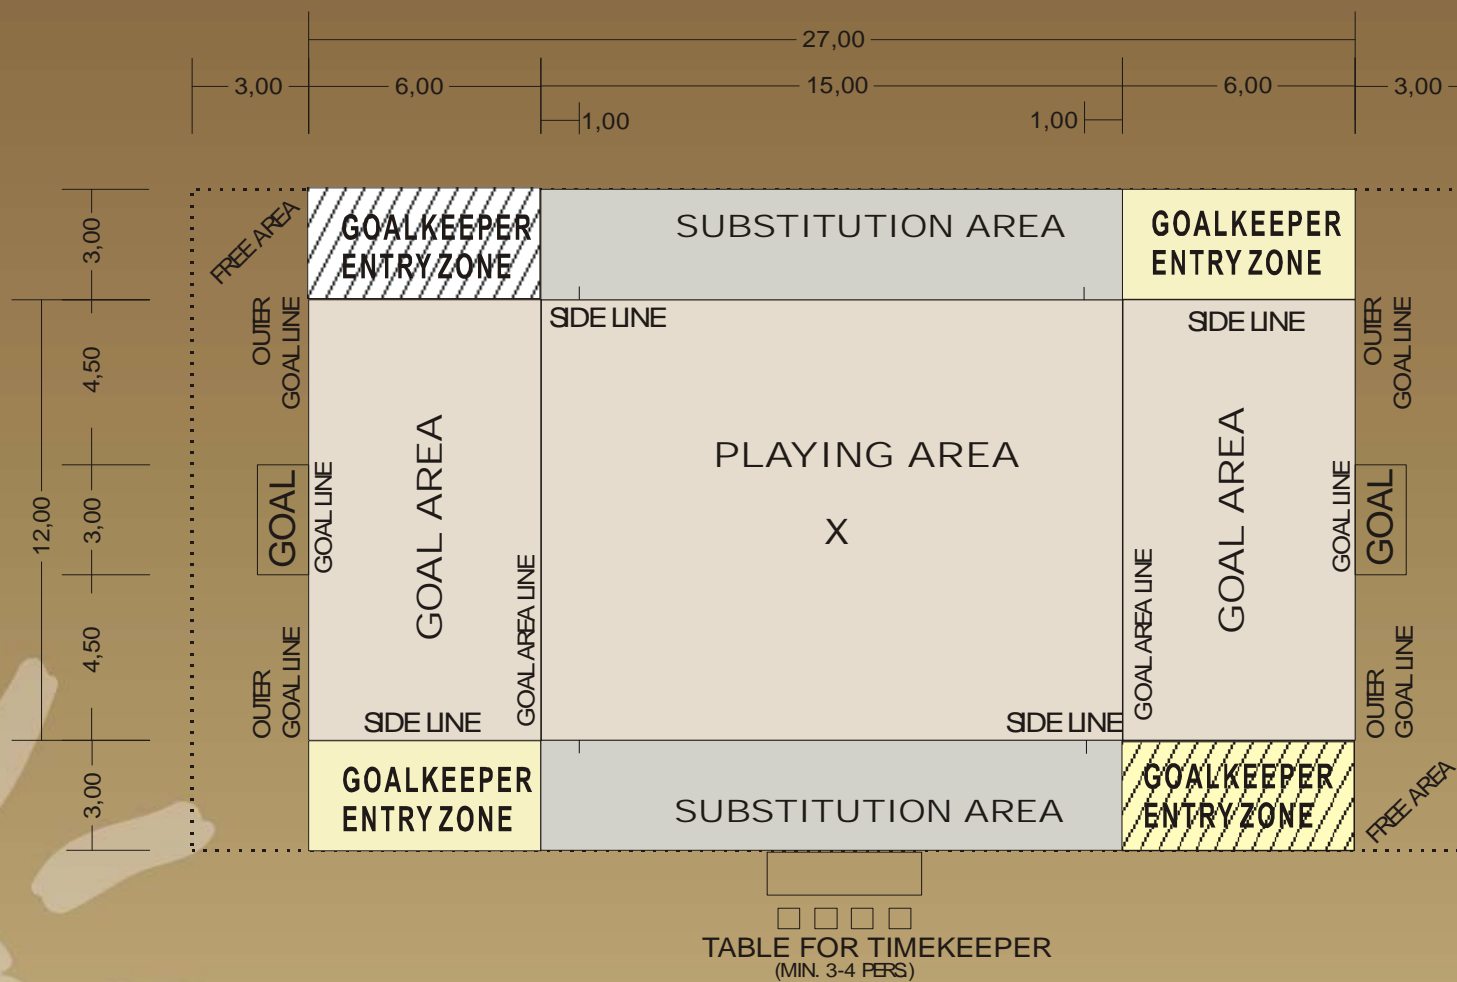 27,00
3,00
6,00
15,00
6,00
3,00
1,00
1,00
3,00
4,50
12,00
3,00
4,50
3,00
FREE AREA
GOALKEEPER
ENTRY ZONE
SUBSTITUTION AREA
GOALKEEPER
ENTRY ZONE
OUTER
GOAL LINE
SIDE LINE
SIDE LINE
OUTER
GOAL LINE
GOAL
GOAL LINE
GOAL AREA
GOAL AREA LINE
PLAYING AREA
X
GOAL AREA LINE
GOAL AREA
GOAL LINE
GOAL
OUTER
GOAL LINE
SIDE LINE
SIDE LINE
OUTER
GOAL LINE
GOALKEEPER
ENTRY ZONE
SUBSTITUTION AREA
GOALKEEPER
ENTRY ZONE
FREE AREA
TABLE FOR TIMEKEEPER
(MIN. 3-4 PERS.)